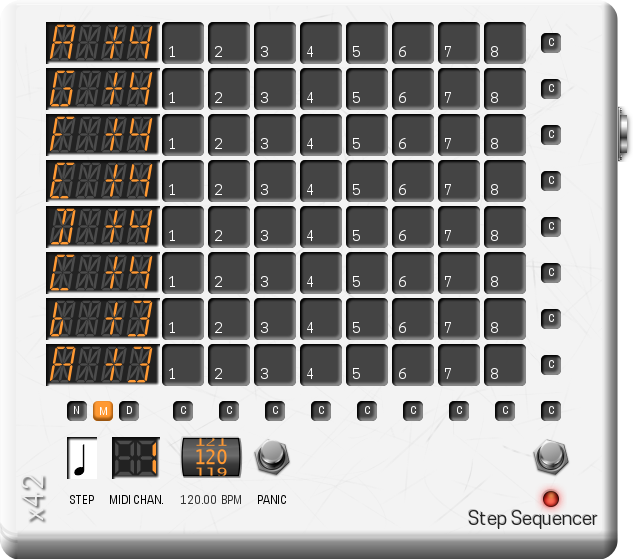 A +4 1 2 3 4 5 6 7 8 C
G +4 1 2 3 4 5 6 7 8 C
F +4 1 2 3 4 5 6 7 8 C
E +4 1 2 3 4 5 6 7 8 C
D +4 1 2 3 4 5 6 7 8 C
C +4 1 2 3 4 5 6 7 8 C
b +3 1 2 3 4 5 6 7 8 C
A +3 1 2 3 4 5 6 7 8 C
N M D C C C C C C C C C
121
1 120
119
STEP MIDI CHAN. 120.00 BPM PANIC
x42
Step Sequencer